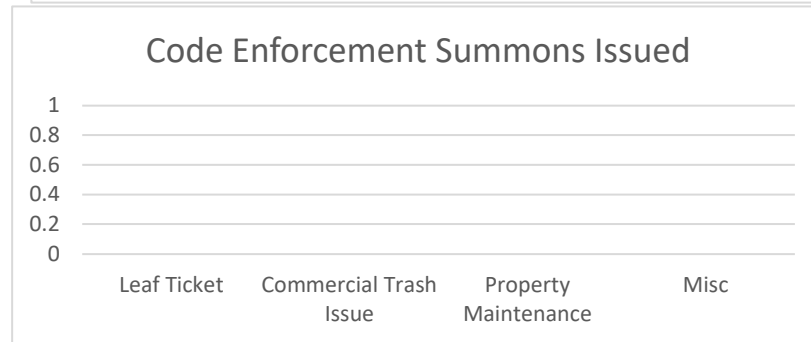 Code Enforcement Summons Issued
1
0.8
0.6
0.4
0.2
0
Leaf Ticket
Commercial Trash
Issue
Property
Maintenance
Misc